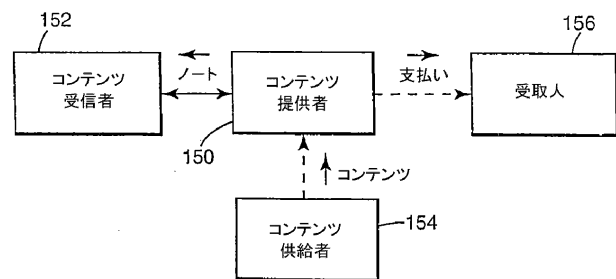 152
コンテンツ
受信者
ノート
コンテンツ
提供者
150
支払い
156
受取人
コンテンツ
コンテンツ
供給者
154